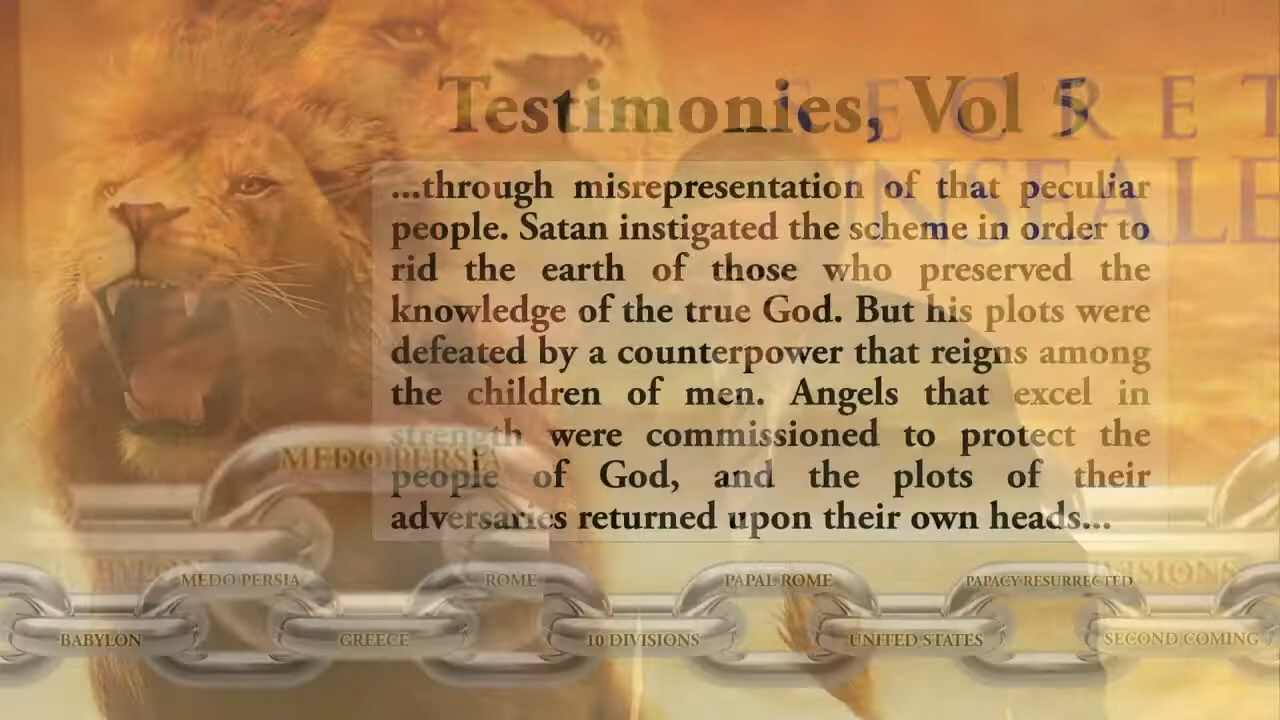 Testimonies, Vol 5
SECRET
NSEALE
...through misrepresentation of that peculiar
people. Satan instigated the scheme in order to
rid the earth of those who preserved the
knowledge of the true God. But his plots were
defeated by a counterpower that reigns among
the children of men. Angels that excel in
strength were commissioned to protect the
people of God, and the plots of their
adversaries returned upon their own heads...
MEDO PERSIA
BABYLON
VISIONS
MEDO PERSIA
ROME
PAPAL ROME
PAPACY RESURRECTED
BABYLON
GREECE
10 DIVISIONS
UNITED STATES
SECOND COMING